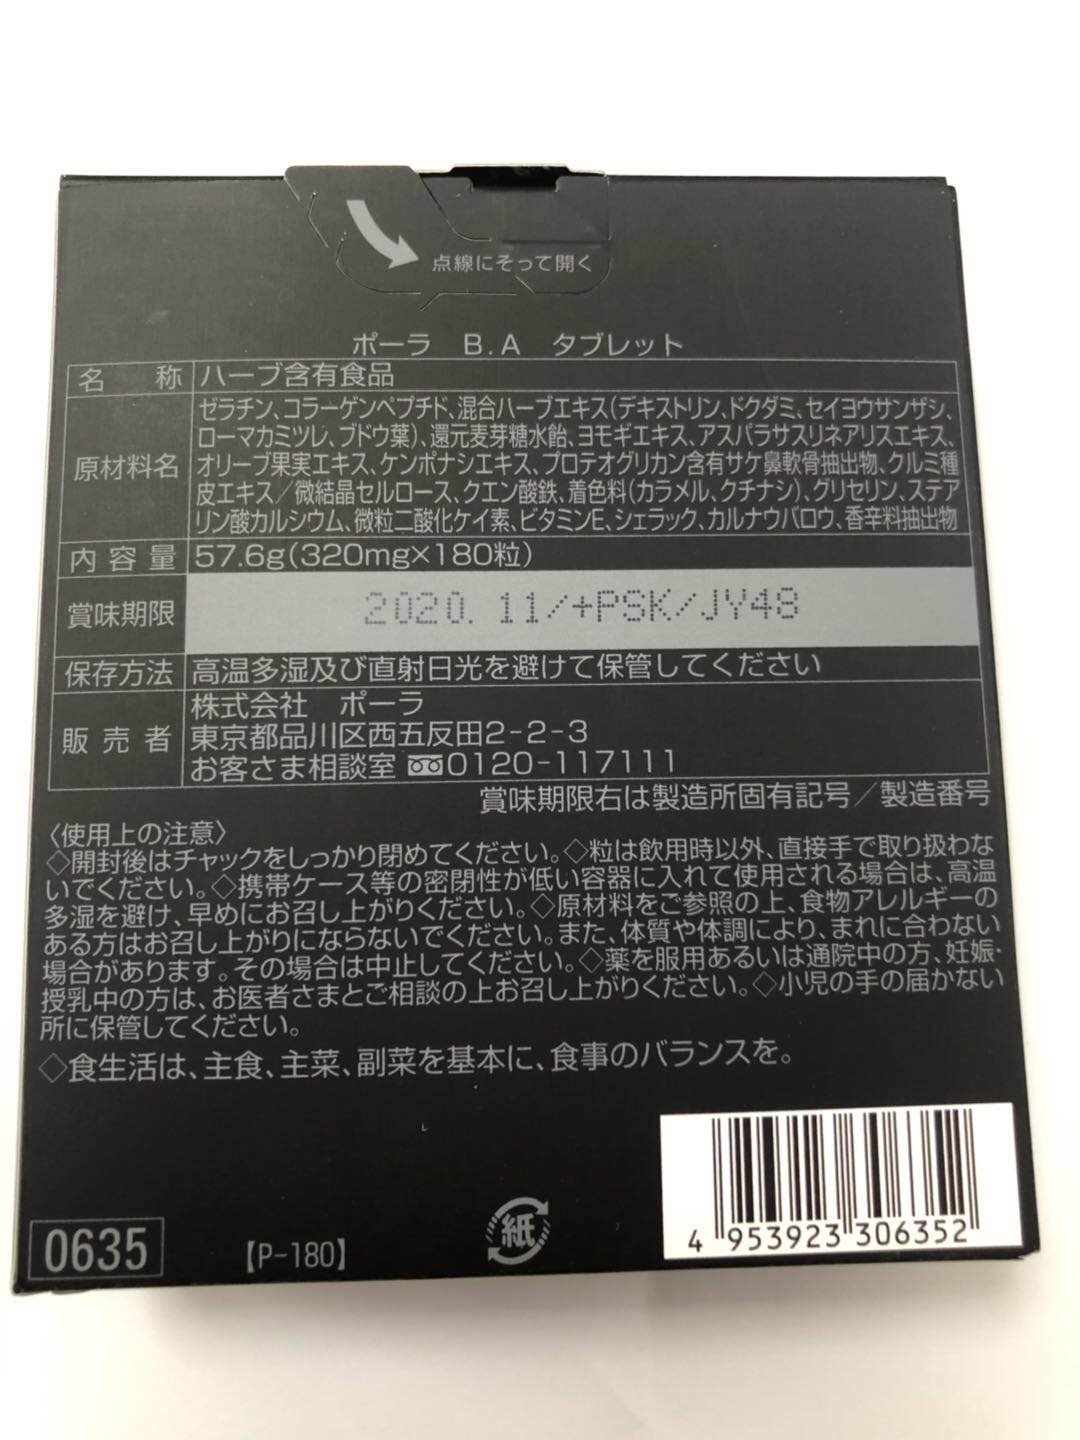 点線にそって開く
ポーラ B.A タブレット
名称 ハーブ含有食品
原材料名 ゼラチン、コラーゲンペプチド、混合ハーブエキス(デキストリン、ドクダミ、セイヨウサンザシ、
ローマカミツレ、ブドウ葉)、還元麦芽糖水飴、ヨモギエキス、アスパラサスリネアリスエキス、
オリーブ果実エキス、ケンポナシエキス、プロテオグリカン含有サケ鼻軟骨抽出物、クルミ種
皮エキス/微結晶セルロース、クエン酸鉄、着色料(カラメル、クチナシ)、グリセリン、ステア
リン酸カルシウム、微粒二酸化ケイ素、ビタミンE、シェラック、カルナウバロウ、香辛料抽出物
内容量 57.6g(320mg×180粒)
賞味期限 2020.11/+PSK/JY48
保存方法 高温多湿及び直射日光を避けて保管してください
販売者 株式会社 ポーラ
東京都品川区西五反田2-2-3
お客さま相談室 0120-117111
賞味期限右は製造所固有記号/製造番号
〈使用上の注意〉
◇開封後はチャックをしっかり閉めてください。◇粒は飲用時以外、直接手で取り扱わな
いでください。◇携帯ケース等の密閉性が低い容器に入れて使用される場合は、高温
多湿を避け、早めにお召し上がりください。◇原材料をご参照の上、食物アレルギーの
ある方はお召し上がりにならないでください。また、体質や体調により、まれに合わない
場合があります。その場合は中止してください。◇薬を服用あるいは通院中の方、妊娠・
授乳中の方は、お医者さまとご相談の上お召し上がりください。◇小児の手の届かない
所に保管してください。
◇食生活は、主食、主菜、副菜を基本に、食事のバランスを。
0635
【P-180】
紙
4 953923 306352